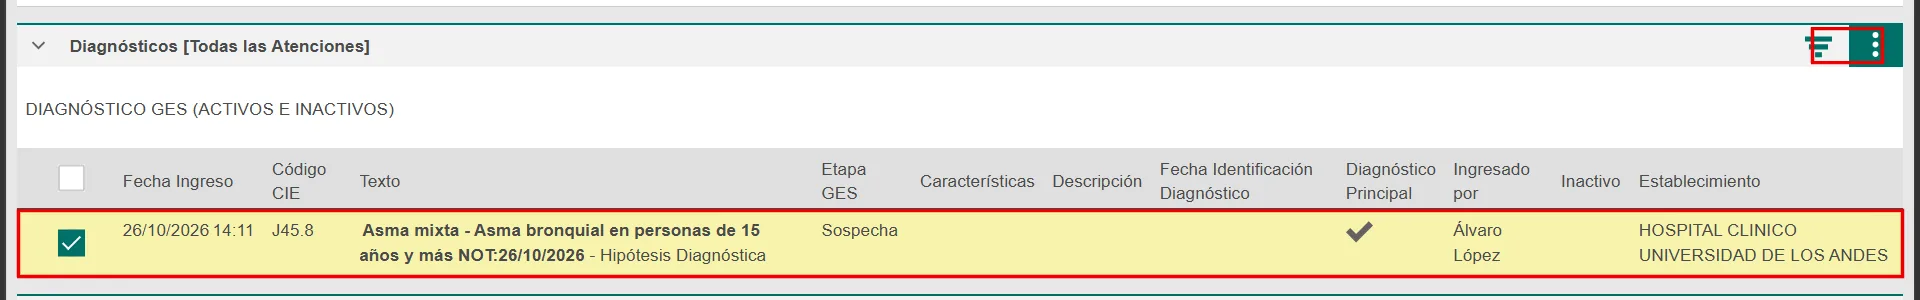 Diagnósticos [Todas las Atenciones]
DIAGNÓSTICO GES (ACTIVOS E INACTIVOS)
Fecha Ingreso
Código
CIE
Texto
Etapa
GES
Características
Descripción
Fecha Identificación
Diagnóstico
Diagnóstico
Principal
Ingresado
por
Inactivo
Establecimiento
26/10/2026 14:11
J45.8
Asma mixta - Asma bronquial en personas de 15
años y más NOT:26/10/2026 - Hipótesis Diagnóstica
Sospecha
Álvaro
López
HOSPITAL CLINICO
UNIVERSIDAD DE LOS ANDES